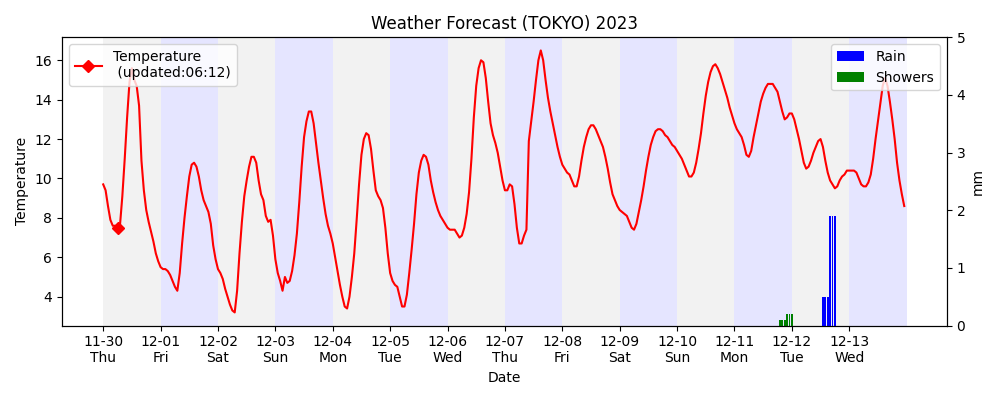 Weather Forecast (TOKYO) 2023
Temperature
(updated:06:12)
Rain
Showers
Temperature
16
14
12
10
8
6
4
5
4
3
2
1
0
mm
11-30 12-01 12-02 12-03 12-04 12-05 12-06 12-07 12-08 12-09 12-10 12-11 12-12 12-13
Thu Fri Sat Sun Mon Tue Wed Thu Fri Sat Sun Mon Tue Wed
Date